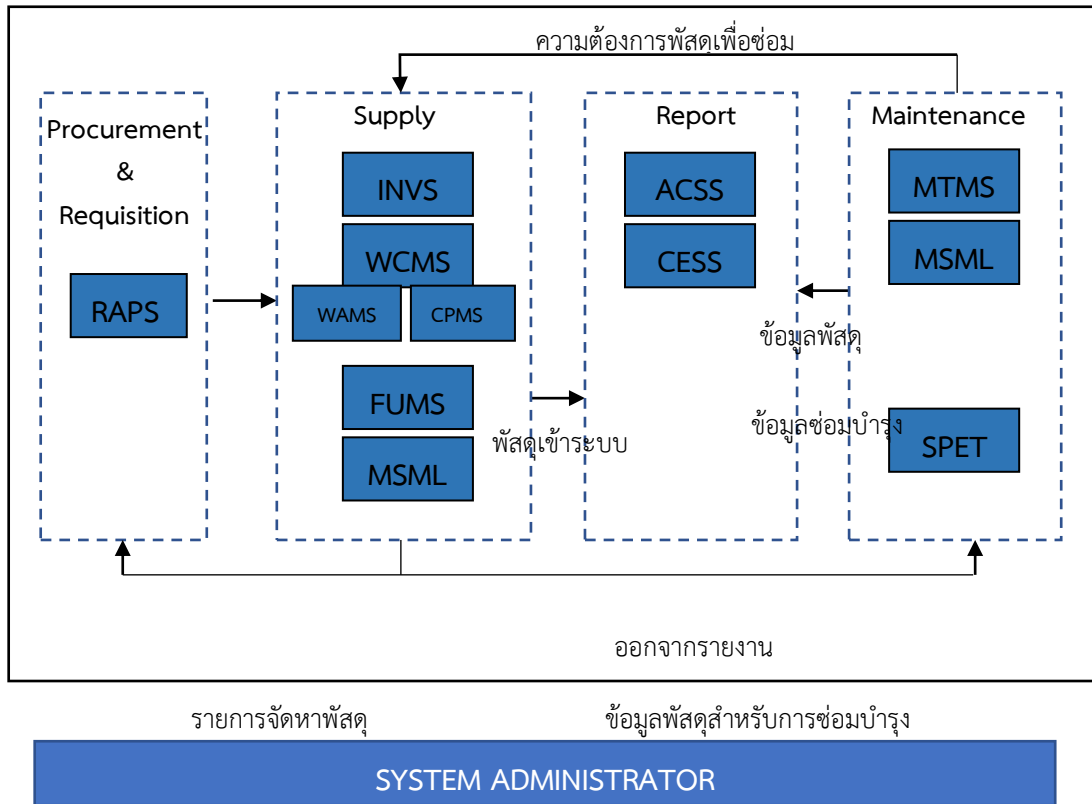 ความต้องการพัสดุเพื่อซ่อม
Procurement
&
Requisition
RAPS
Supply
INVS
WCMS
WAMS
CPMS
FUMS
MSML
พัสดุเข้าระบบ
Report
ACSS
CESS
Maintenance
MTMS
MSML
ข้อมูลพัสดุ
ข้อมูลซ่อมบำรุง
SPET
ออกจากรายงาน
รายการจัดหาพัสดุ
ข้อมูลพัสดุสำหรับการซ่อมบำรุง
SYSTEM ADMINISTRATOR